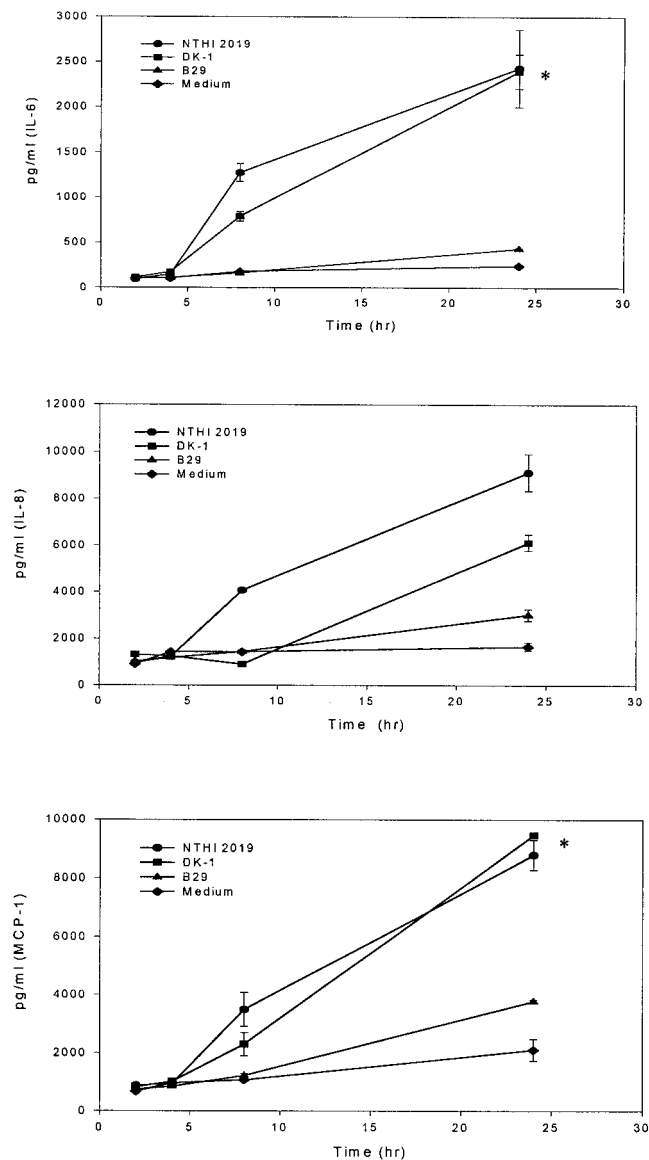 3000
2500
2000
1500
1000
500
0
pg/ml (IL-6)
NTHI 2019
DK-1
B29
Medium
*
0 5 10 15 20 25 30
Time (hr)
12000
10000
8000
6000
4000
2000
0
pg/ml (IL-8)
NTHI 2019
DK-1
B29
Medium
0 5 10 15 20 25 30
Time (hr)
10000
8000
6000
4000
2000
0
pg/ml (MCP-1)
NTHI 2019
DK-1
B29
Medium
*
0 5 10 15 20 25 30
Time (hr)